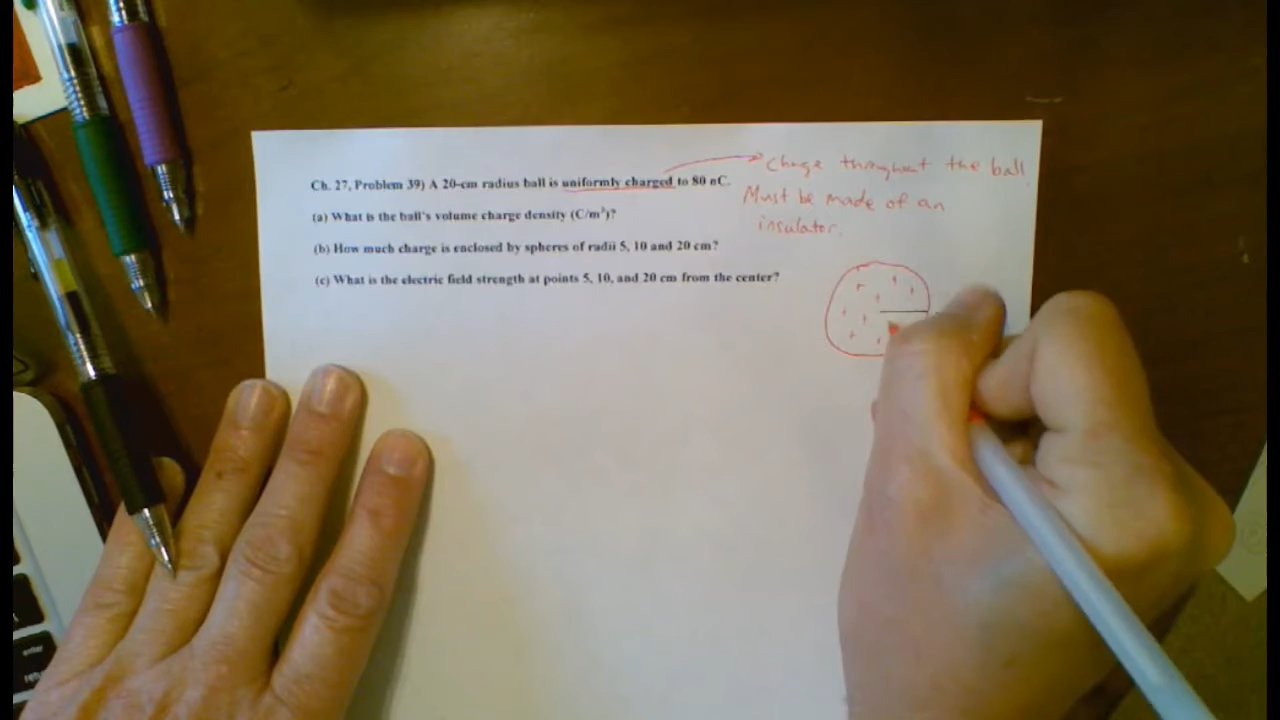 Ch. 27, Problem 39) A 20-cm radius ball is uniformly charged to 80 nC.
(a) What is the ball's volume charge density (C/m³)?
(b) How much charge is enclosed by spheres of radii 5, 10 and 20 cm?
(c) What is the electric field strength at points 5, 10, and 20 cm from the center?
Charge throughout the ball
Must be made of an
insulator.
enter